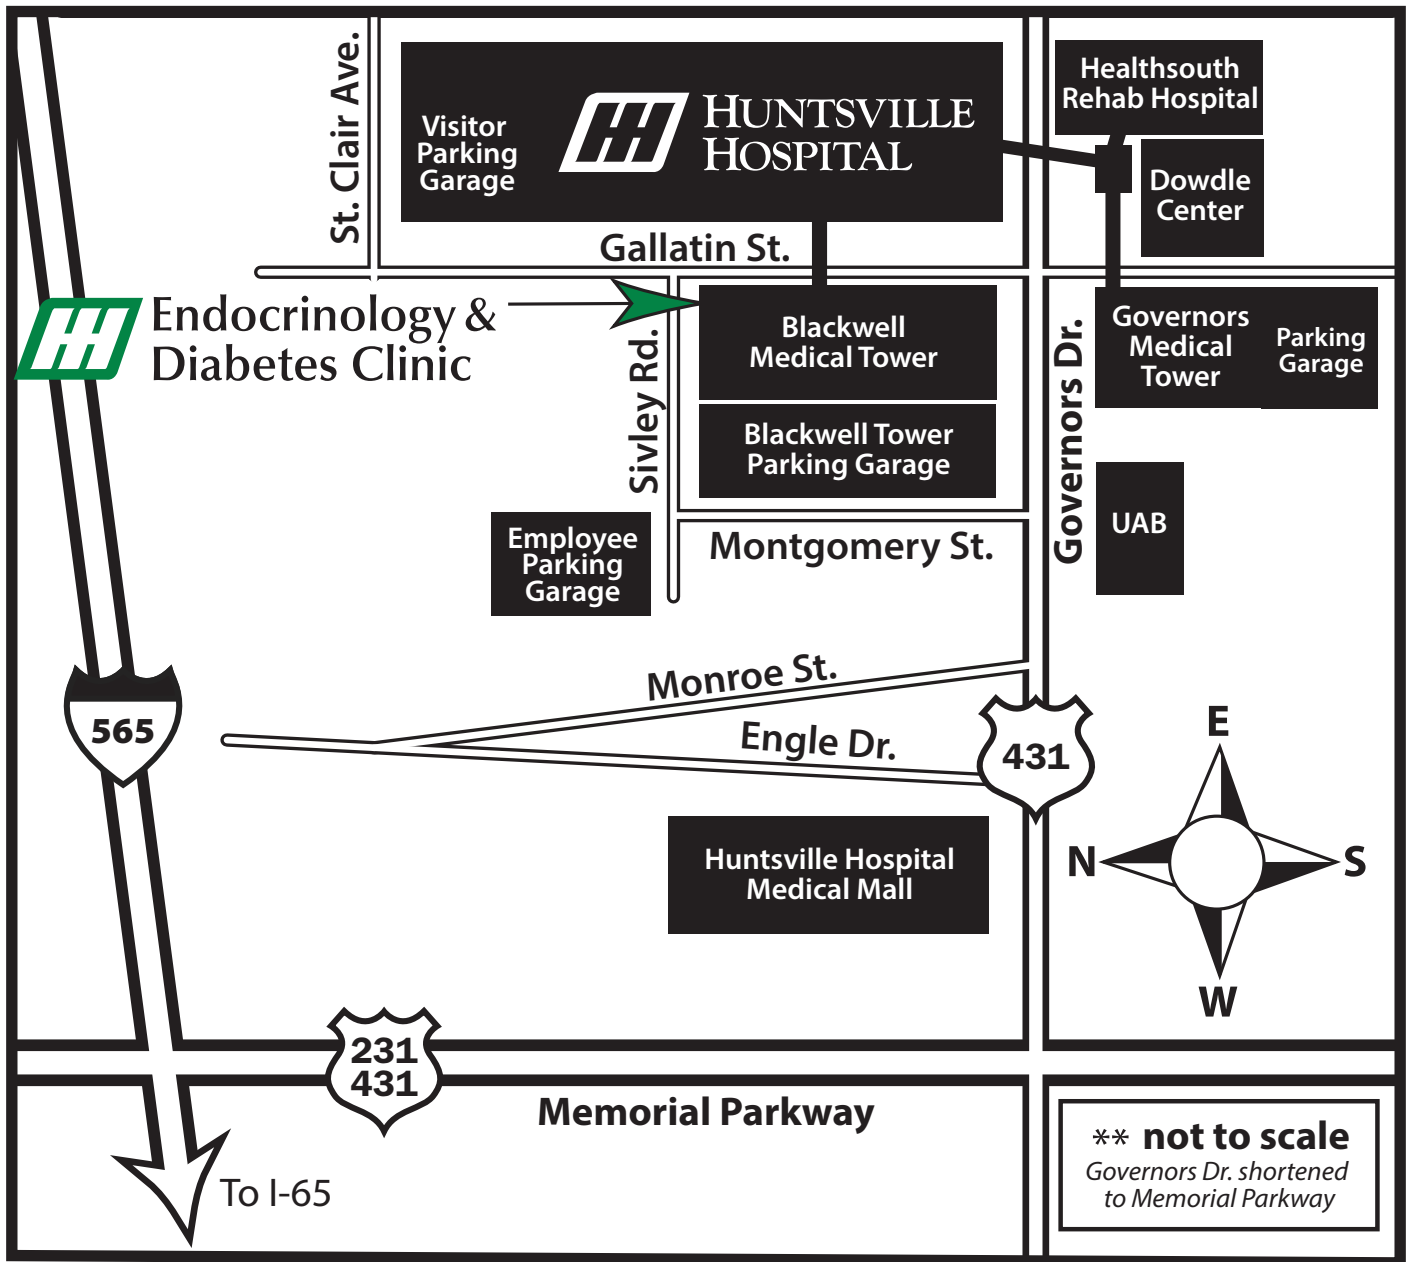 St. Clair Ave.
Visitor
Parking
Garage
HUNTSVILLE
HOSPITAL
Healthsouth
Rehab Hospital
Dowdle
Center
Gallatin St.
Endocrinology &
Diabetes Clinic
Sivley Rd.
Blackwell
Medical Tower
Blackwell Tower
Parking Garage
Governors Dr.
Governors
Medical
Tower
Parking
Garage
UAB
Employee
Parking
Garage
Montgomery St.
Monroe St.
Engle Dr.
565
431
Huntsville Hospital
Medical Mall
E
N
S
W
231
431
Memorial Parkway
To I-65
** not to scale
Governors Dr. shortened
to Memorial Parkway